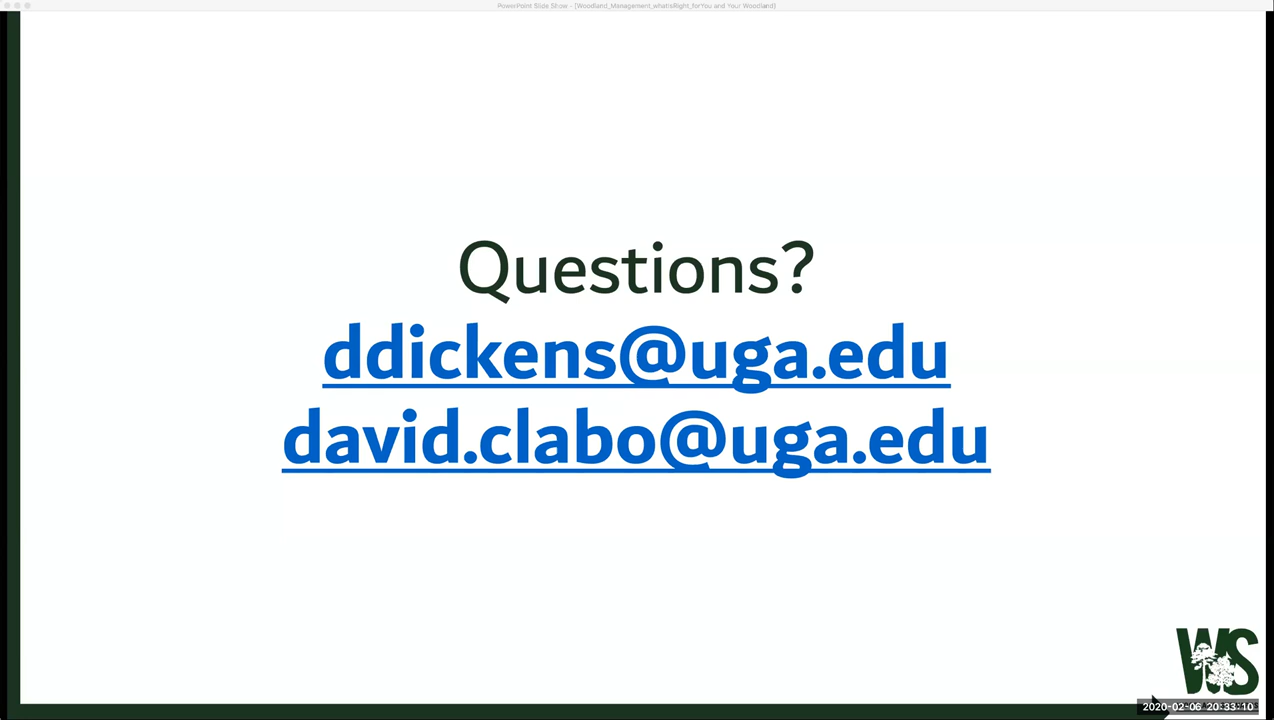 PowerPoint Slide Show - [Woodland_Management_whatsRight_forYou and Your Woodland]
Questions?
ddickens@uga.edu
david.clabo@uga.edu
WS
2020-02-06 20:33:10